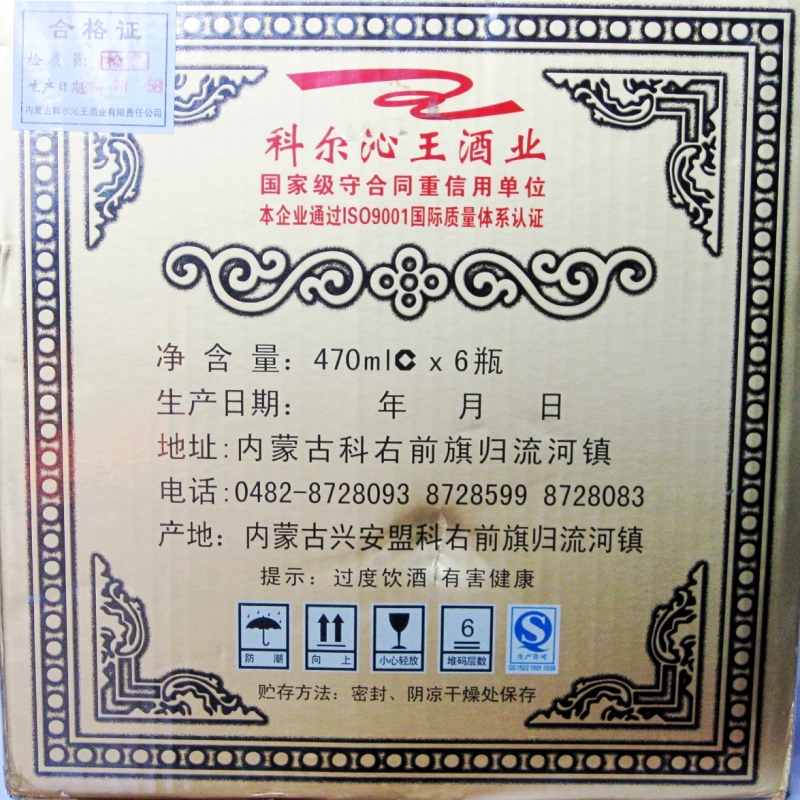 合格证
检质员: 检
生产日期
内蒙古科尔沁王酒业有限责任公司
科尔沁王酒业
国家级守合同重信用单位
本企业通过ISO9001国际质量体系认证
净含量: 470ml x 6瓶
生产日期: 年 月 日
地址:内蒙古科右前旗归流河镇
电话:0482-8728093 8728599 8728083
产地: 内蒙古兴安盟科右前旗归流河镇
提示: 过度饮酒 有害健康
6
防潮 向上 小心轻放 堆码层数 生产许可
QS 1522 1501 1039
贮存方法: 密封、阴凉干燥处保存